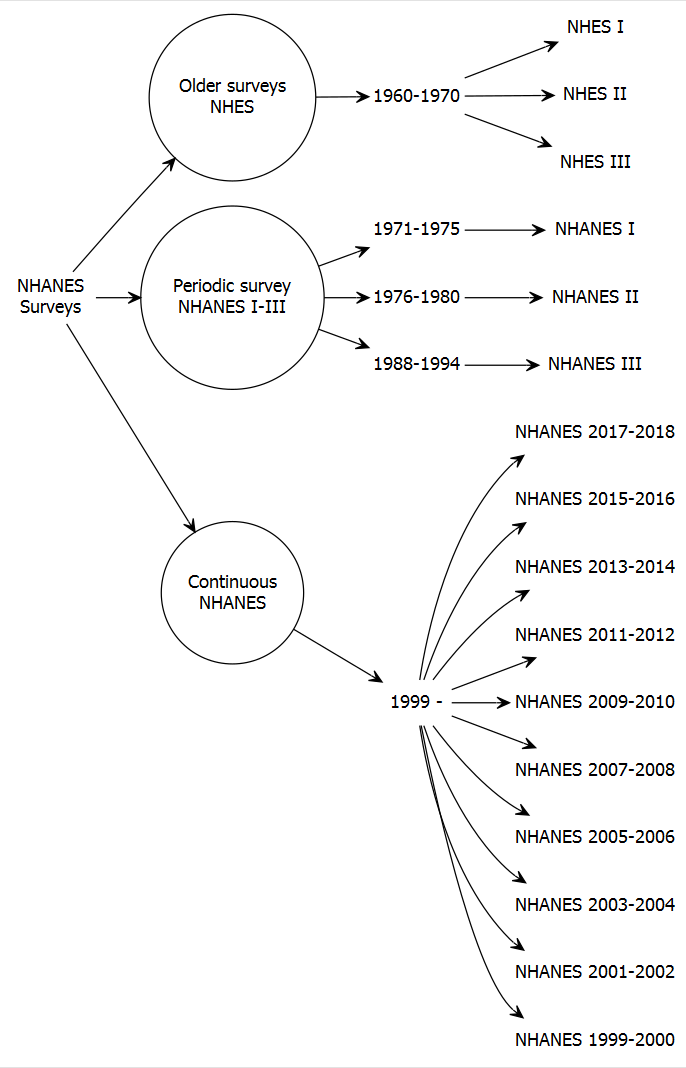 NHANES
Surveys
Older surveys
NHES
1960-1970
NHES I
NHES II
NHES III
Periodic survey
NHANES I-III
1971-1975
NHANES I
1976-1980
NHANES II
1988-1994
NHANES III
Continuous
NHANES
1999 -
NHANES 2017-2018
NHANES 2015-2016
NHANES 2013-2014
NHANES 2011-2012
NHANES 2009-2010
NHANES 2007-2008
NHANES 2005-2006
NHANES 2003-2004
NHANES 2001-2002
NHANES 1999-2000